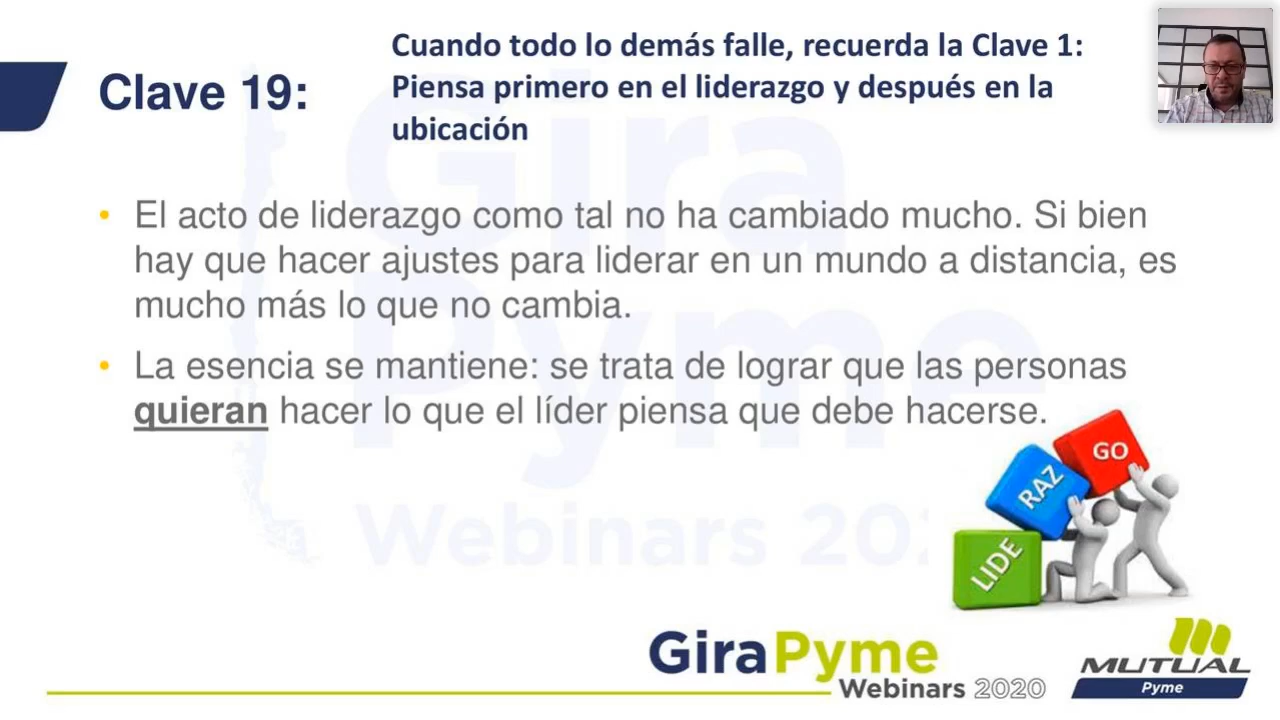 Clave 19:
Cuando todo lo demás falle, recuerda la Clave 1:
Piensa primero en el liderazgo y después en la
ubicación
• El acto de liderazgo como tal no ha cambiado mucho. Si bien
hay que hacer ajustes para liderar en un mundo a distancia, es
mucho más lo que no cambia.
• La esencia se mantiene: se trata de lograr que las personas
quieran hacer lo que el líder piensa que debe hacerse.
GO
RAZ
LIDE
Gira
Pyme
Webinars 202
GiraPyme
Webinars 2020
MUTUAL
Pyme